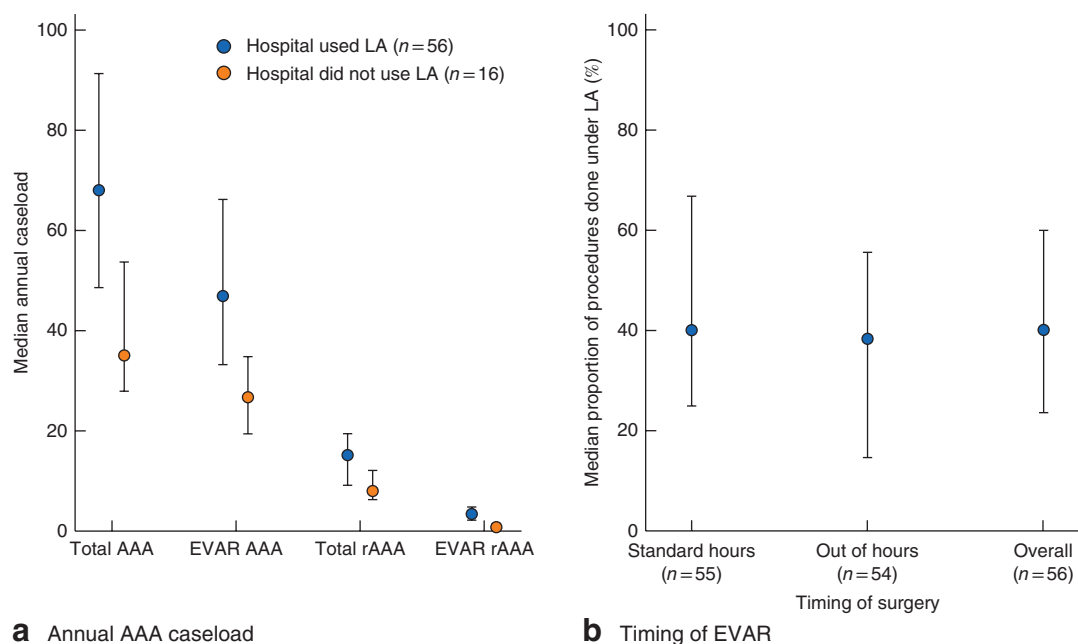 100
80
60
40
20
0
Median annual caseload
Hospital used LA (n=56)
Hospital did not use LA (n=16)
Total AAA
EVAR AAA
Total rAAA
EVAR rAAA
a Annual AAA caseload
100
80
60
40
20
0
Median proportion of procedures done under LA (%)
Standard hours
(n=55)
Out of hours
(n=54)
Overall
(n=56)
Timing of surgery
b Timing of EVAR